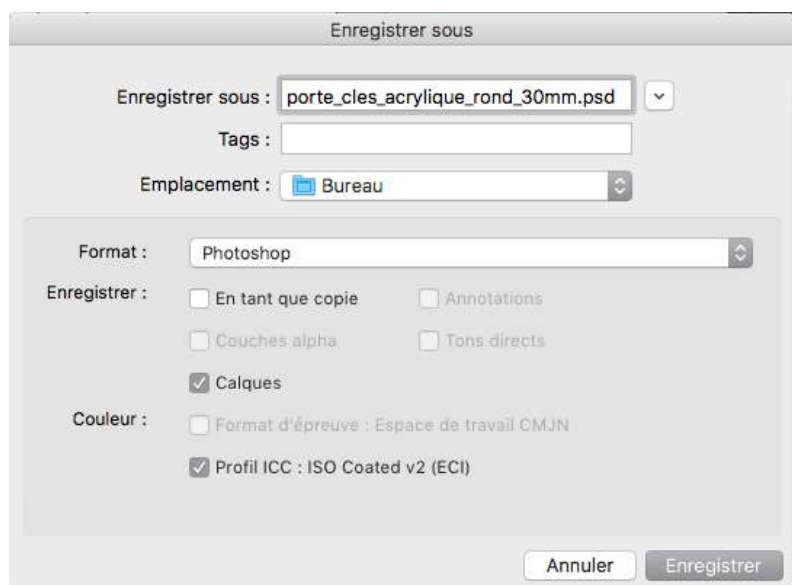 Enregistrer sous
Enregistrer sous : porte_cles_acrylique_rond_30mm.psd
Tags :
Emplacement : Bureau
Format : Photoshop
Enregistrer : En tant que copie Annotations
Couches alpha Tons directs
Calques
Couleur : Format d'épreuve : Espace de travail CMJN
Profil ICC : ISO Coated v2 (ECI)
Annuler Enregistrer